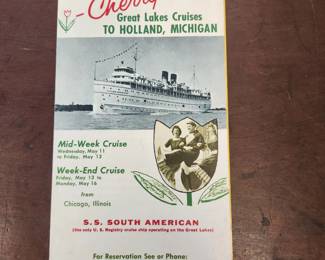 Cherry
Great Lakes Cruises
TO HOLLAND, MICHIGAN
Mid-Week Cruise
Wednesday, May 11
to Friday, May 13
Week-End Cruise
Friday, May 13 to
Monday, May 16
from
Chicago, Illinois
S.S. SOUTH AMERICAN
(the only U. S. Registry cruise ship operating on the Great Lakes)
For Reservation See or Phone: